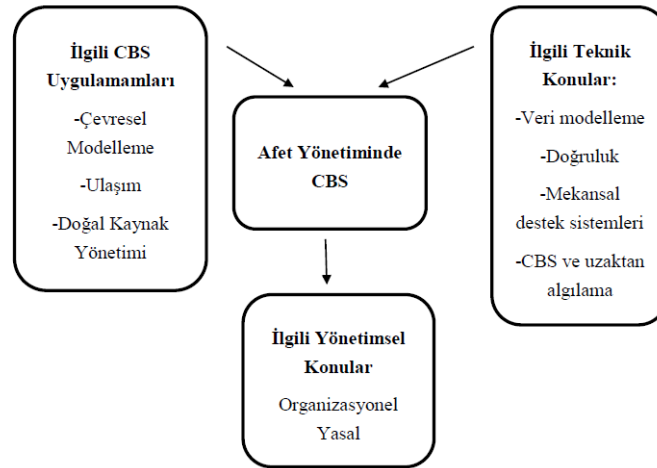 İlgili CBS
Uygulamamları
-Çevresel
Modelleme
-Ulaşım
-Doğal Kaynak
Yönetimi
Afet Yönetiminde
CBS
İlgili Teknik
Konular:
-Veri modelleme
-Doğruluk
-Mekansal
destek sistemleri
-CBS ve uzaktan
algılama
İlgili Yönetimsel
Konular
Organizasyonel
Yasal